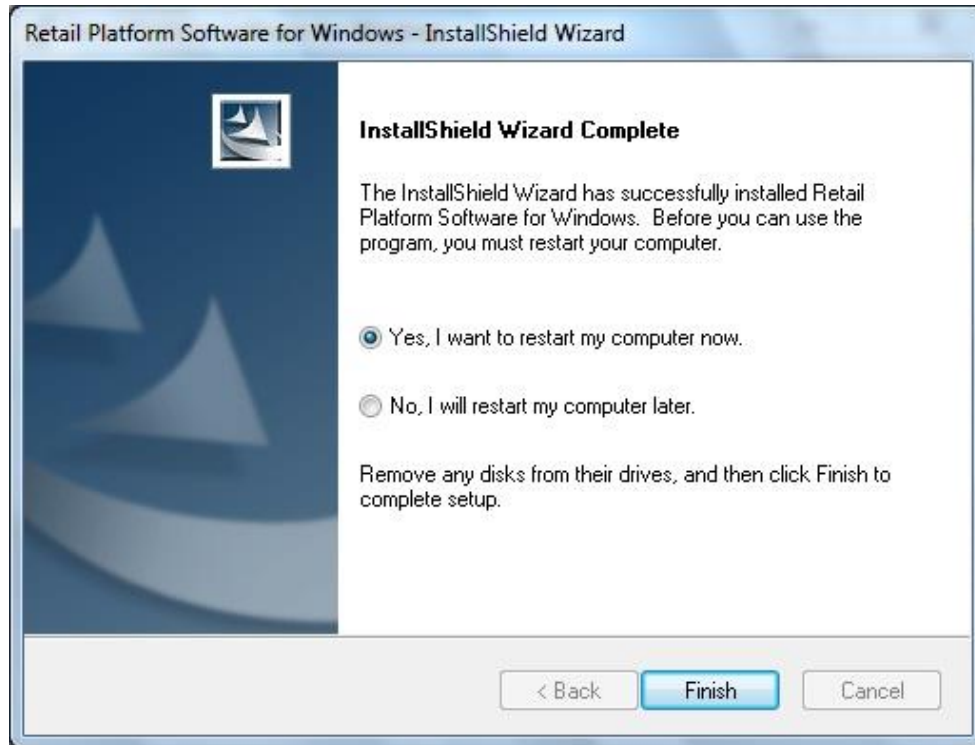 Retail Platform Software for Windows - InstallShield Wizard
InstallShield Wizard Complete
The InstallShield Wizard has successfully installed Retail
Platform Software for Windows.  Before you can use the
program, you must restart your computer.
Yes, I want to restart my computer now.
No, I will restart my computer later.
Remove any disks from their drives, and then click Finish to
complete setup.
< Back
Finish
Cancel